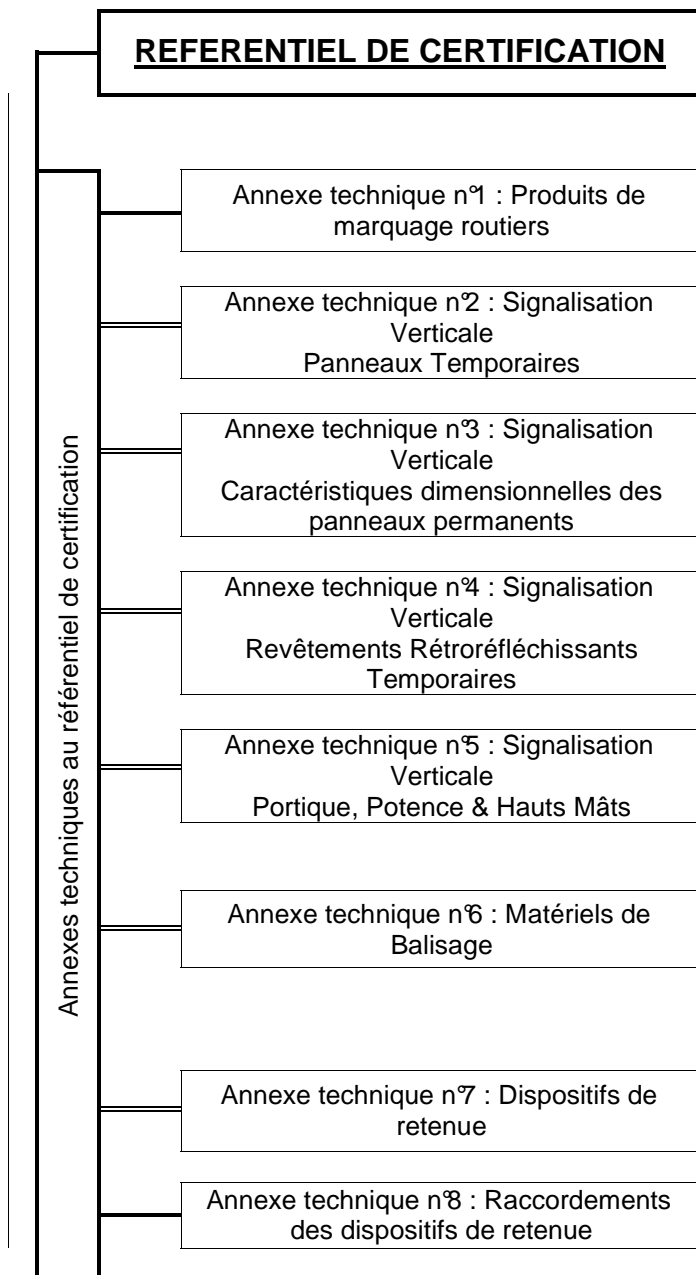 REFERENTIEL DE CERTIFICATION
Annexes techniques au référentiel de certification
Annexe technique n°1 : Produits de
marquage routiers
Annexe technique n°2 : Signalisation
Verticale
Panneaux Temporaires
Annexe technique n°3 : Signalisation
Verticale
Caractéristiques dimensionnelles des
panneaux permanents
Annexe technique n°4 : Signalisation
Verticale
Revêtements Rétroréfléchissants
Temporaires
Annexe technique n°5 : Signalisation
Verticale
Portique, Potence & Hauts Mâts
Annexe technique n°6 : Matériels de
Balisage
Annexe technique n°7 : Dispositifs de
retenue
Annexe technique n°8 : Raccordements
des dispositifs de retenue